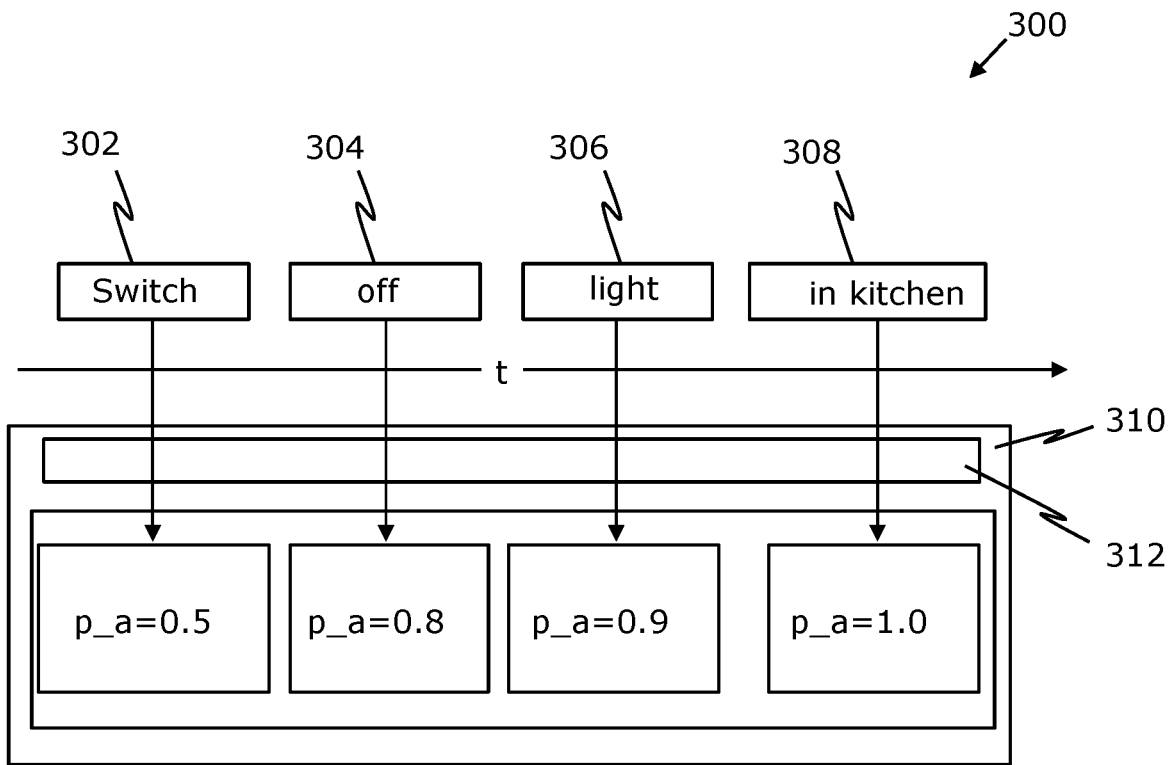 300
302 304 306 308
Switch off light in kitchen
t
310
312
p_a=0.5 p_a=0.8 p_a=0.9 p_a=1.0